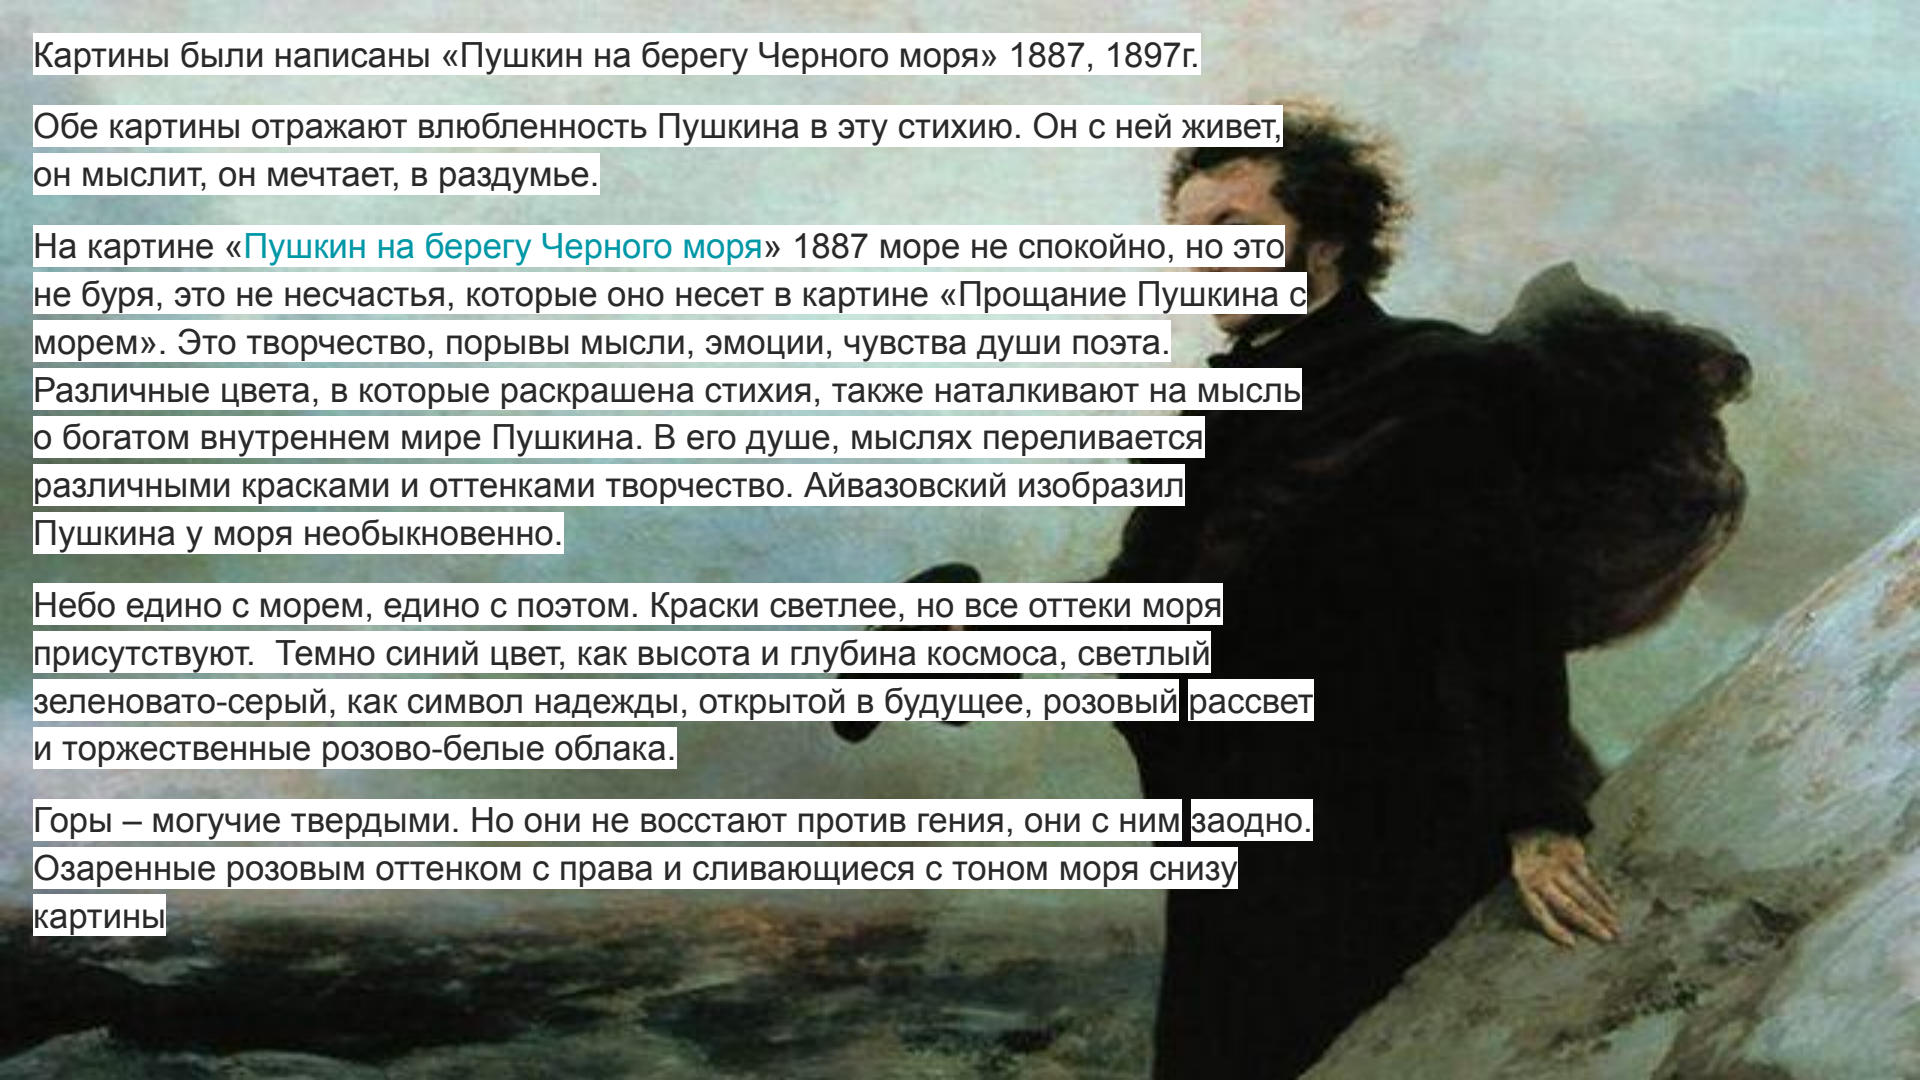 Картины были написаны «Пушкин на берегу Черного моря» 1887, 1897г.
Обе картины отражают влюбленность Пушкина в эту стихию. Он с ней живет,
он мыслит, он мечтает, в раздумье.
На картине «Пушкин на берегу Черного моря» 1887 море не спокойно, но это
не буря, это не несчастья, которые оно несет в картине «Прощание Пушкина с
морем». Это творчество, порывы мысли, эмоции, чувства души поэта.
Различные цвета, в которые раскрашена стихия, также наталкивают на мысль
о богатом внутреннем мире Пушкина. В его душе, мыслях переливается
различными красками и оттенками творчество. Айвазовский изобразил
Пушкина у моря необыкновенно.
Небо едино с морем, едино с поэтом. Краски светлее, но все оттеки моря
присутствуют.  Темно синий цвет, как высота и глубина космоса, светлый
зеленовато-серый, как символ надежды, открытой в будущее, розовый рассвет
и торжественные розово-белые облака.
Горы – могучие твердыми. Но они не восстают против гения, они с ним заодно.
Озаренные розовым оттенком с права и сливающиеся с тоном моря снизу
картины